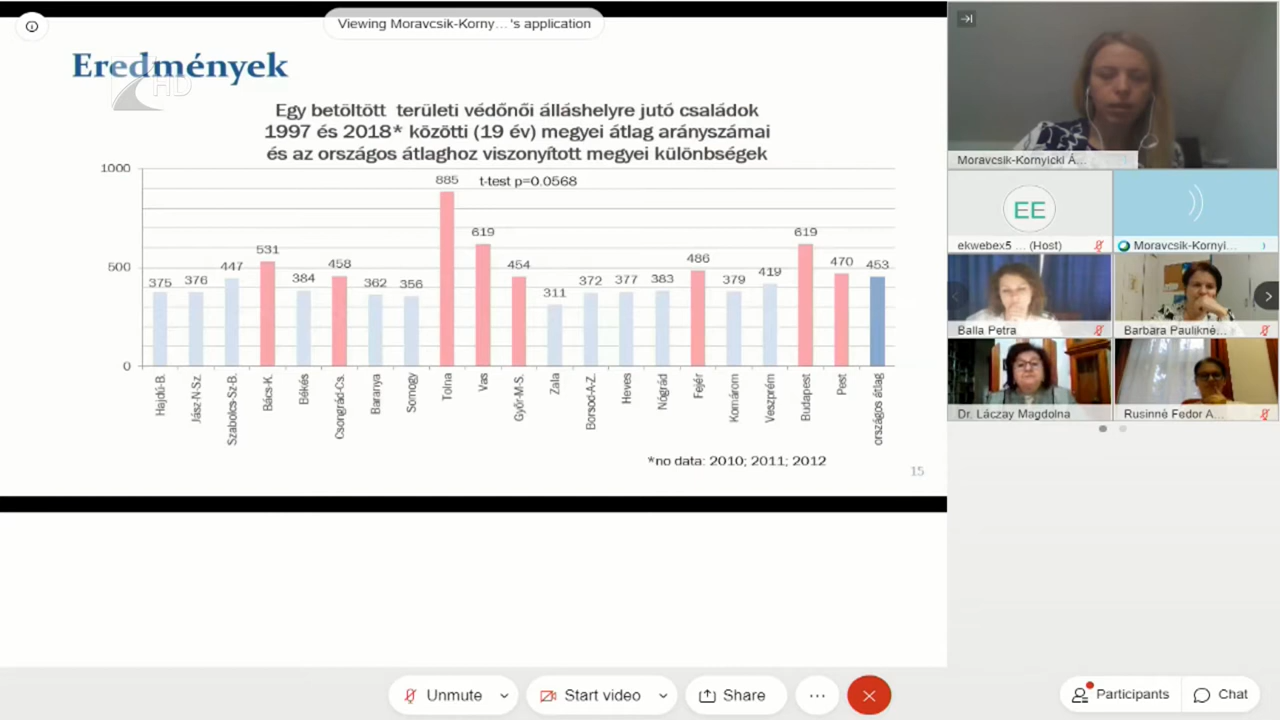 Viewing Moravcsik-Korny... 's application
Eredmények
HD
Egy betöltött területi védőnői álláshelyre jutó családok
1997 és 2018* közötti (19 év) megyei átlag arányszámai
és az országos átlaghoz viszonyított megyei különbségek
1000
500
0
t-test p=0.0568
375
376
447
531
384
458
362
356
885
619
454
311
372
377
383
486
379
419
619
470
453
Hajdú-B.
Jász-N-Sz.
Szabolcs-Sz-B.
Bács-K.
Békés
Csongrád-Cs.
Baranya
Somogy
Tolna
Vas
Győr-M-S.
Zala
Borsod-A-Z.
Heves
Nógrád
Fejér
Komárom
Veszprém
Budapest
Pest
országos átlag
*no data: 2010; 2011; 2012
15
Moravcsik-Kornyicki Á...
EE
ekwebex5 ... (Host)
Moravcsik-Kornyi...
Balla Petra
Barbara Paulikné...
Dr. Láczay Magdolna
Rusinné Fedor A...
Unmute
Start video
Share
Participants
Chat